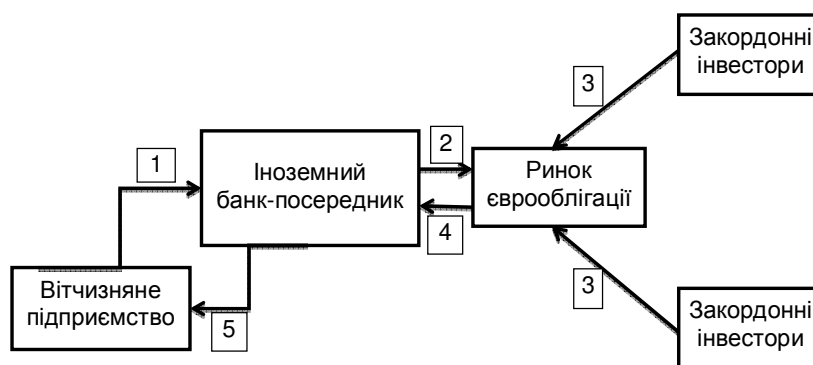 Закордонні
інвестори
3
1
Іноземний
банк-посередник
2
Ринок
єврооблігації
4
Вітчизняне
підприємство
5
3
Закордонні
інвестори